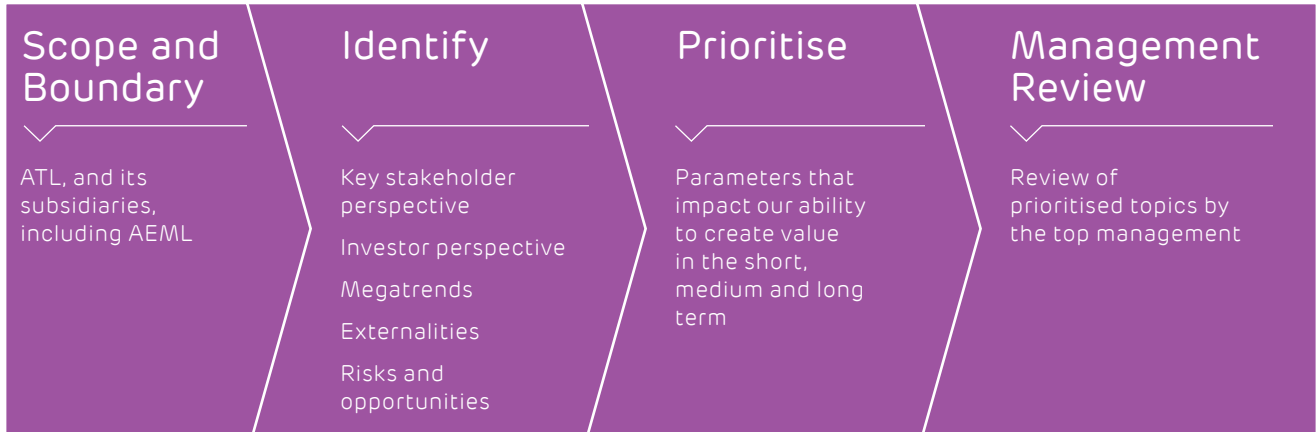 Scope and
Boundary
ATL, and its
subsidiaries,
including AEML
Identify
Key stakeholder
perspective
Investor perspective
Megatrends
Externalities
Risks and
opportunities
Prioritise
Parameters that
impact our ability
to create value
in the short,
medium and long
term
Management
Review
Review of
prioritised topics by
the top management